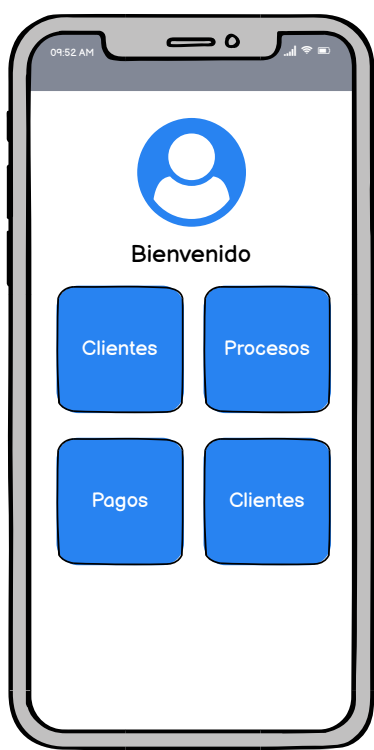 09:52 AM
Bienvenido
Clientes
Procesos
Pagos
Clientes